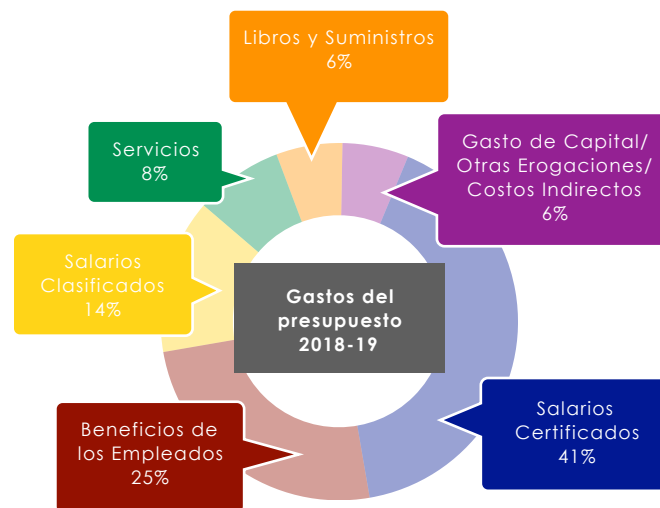 Libros y Suministros
6%
Gasto de Capital/
Otras Erogaciones/
Costos Indirectos
6%
Servicios
8%
Salarios
Clasificados
14%
Gastos del
presupuesto
2018-19
Beneficios de
los Empleados
25%
Salarios
Certificados
41%